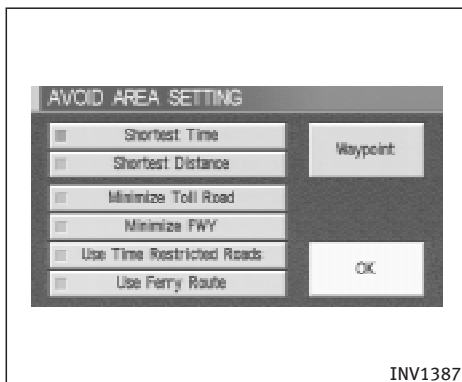 AVOID AREA SETTING
Shortest Time
Shortest Distance
Minimize Toll Road
Minimize FWY
Use Time Restricted Roads
Use Ferry Route
Waypoint
OK
INV1387